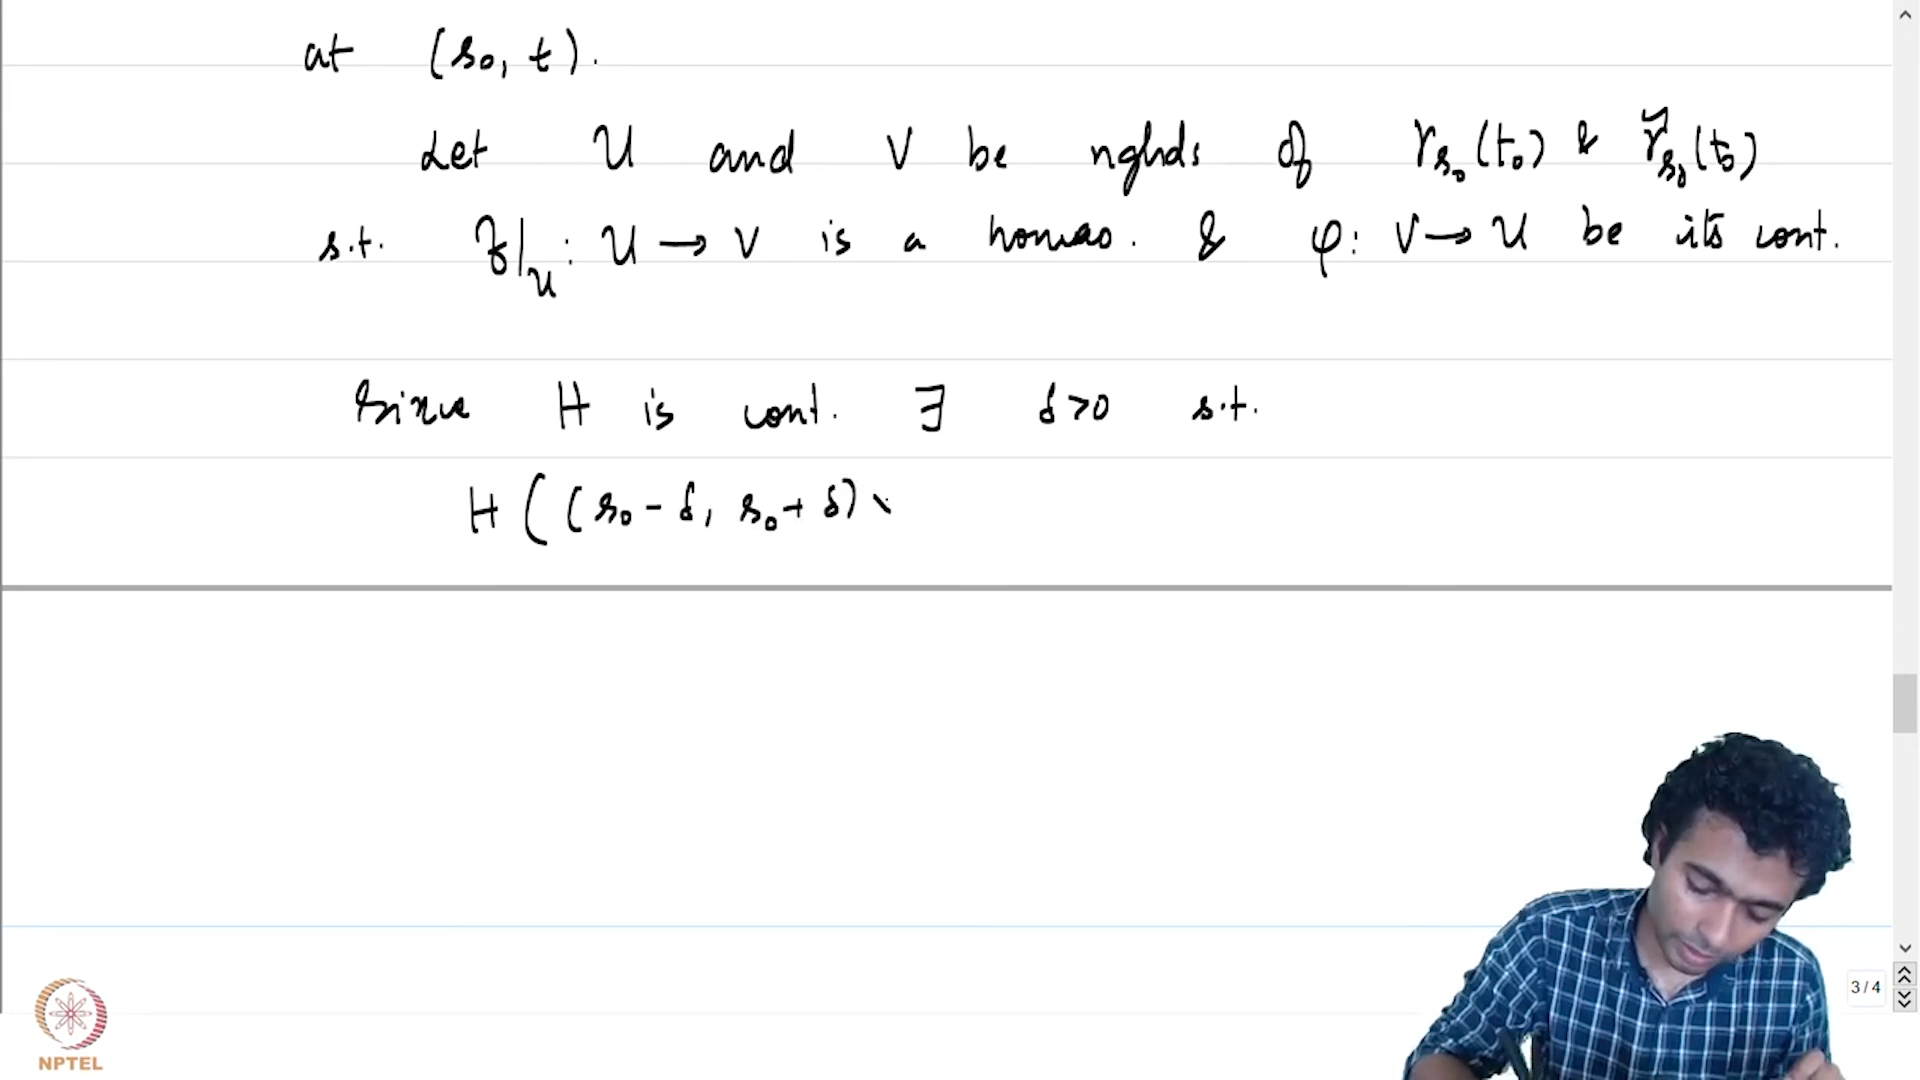 at (s₀, t).
Let U and V be nghds of γ_{s₀}(t₀) & γ̃_{s₀}(t₀)
s.t. f|_U : U → V is a homeo. & φ: V → U be its cont.
Since H is cont. ∃ δ>0 s.t.
H ( (s₀ - δ, s₀ + δ) ×
3 / 4
NPTEL